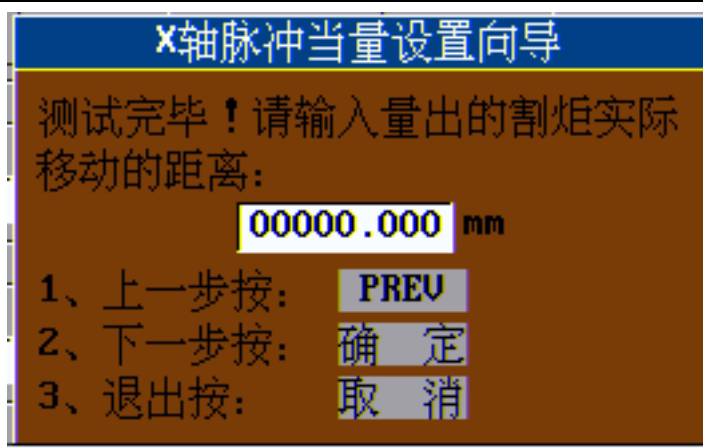 X轴脉冲当量设置向导
测试完毕！请输入量出的割炬实际
移动的距离：
00000.000 mm
1、上一步按： PREV
2、下一步按： 确 定
3、退出按： 取 消